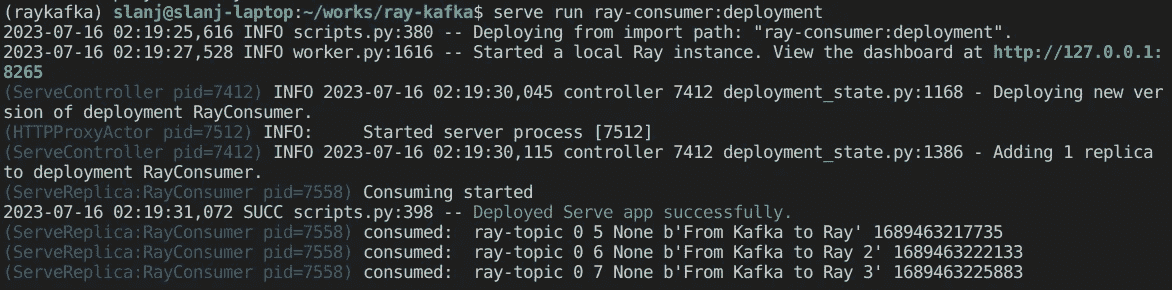 (raykafka) slanj@slanj-laptop:~/works/ray-kafka$ serve run ray-consumer:deployment
2023-07-16 02:19:25,616 INFO scripts.py:380 -- Deploying from import path: "ray-consumer:deployment".
2023-07-16 02:19:27,528 INFO worker.py:1616 -- Started a local Ray instance. View the dashboard at http://127.0.0.1:
8265
(ServeController pid=7412) INFO 2023-07-16 02:19:30,045 controller 7412 deployment_state.py:1168 - Deploying new ver
sion of deployment RayConsumer.
(HTTPProxyActor pid=7512) INFO:     Started server process [7512]
(ServeController pid=7412) INFO 2023-07-16 02:19:30,115 controller 7412 deployment_state.py:1386 - Adding 1 replica
to deployment RayConsumer.
(ServeReplica:RayConsumer pid=7558) Consuming started
2023-07-16 02:19:31,072 SUCC scripts.py:398 -- Deployed Serve app successfully.
(ServeReplica:RayConsumer pid=7558) consumed:  ray-topic 0 5 None b'From Kafka to Ray' 1689463217735
(ServeReplica:RayConsumer pid=7558) consumed:  ray-topic 0 6 None b'From Kafka to Ray 2' 1689463222133
(ServeReplica:RayConsumer pid=7558) consumed:  ray-topic 0 7 None b'From Kafka to Ray 3' 1689463225883